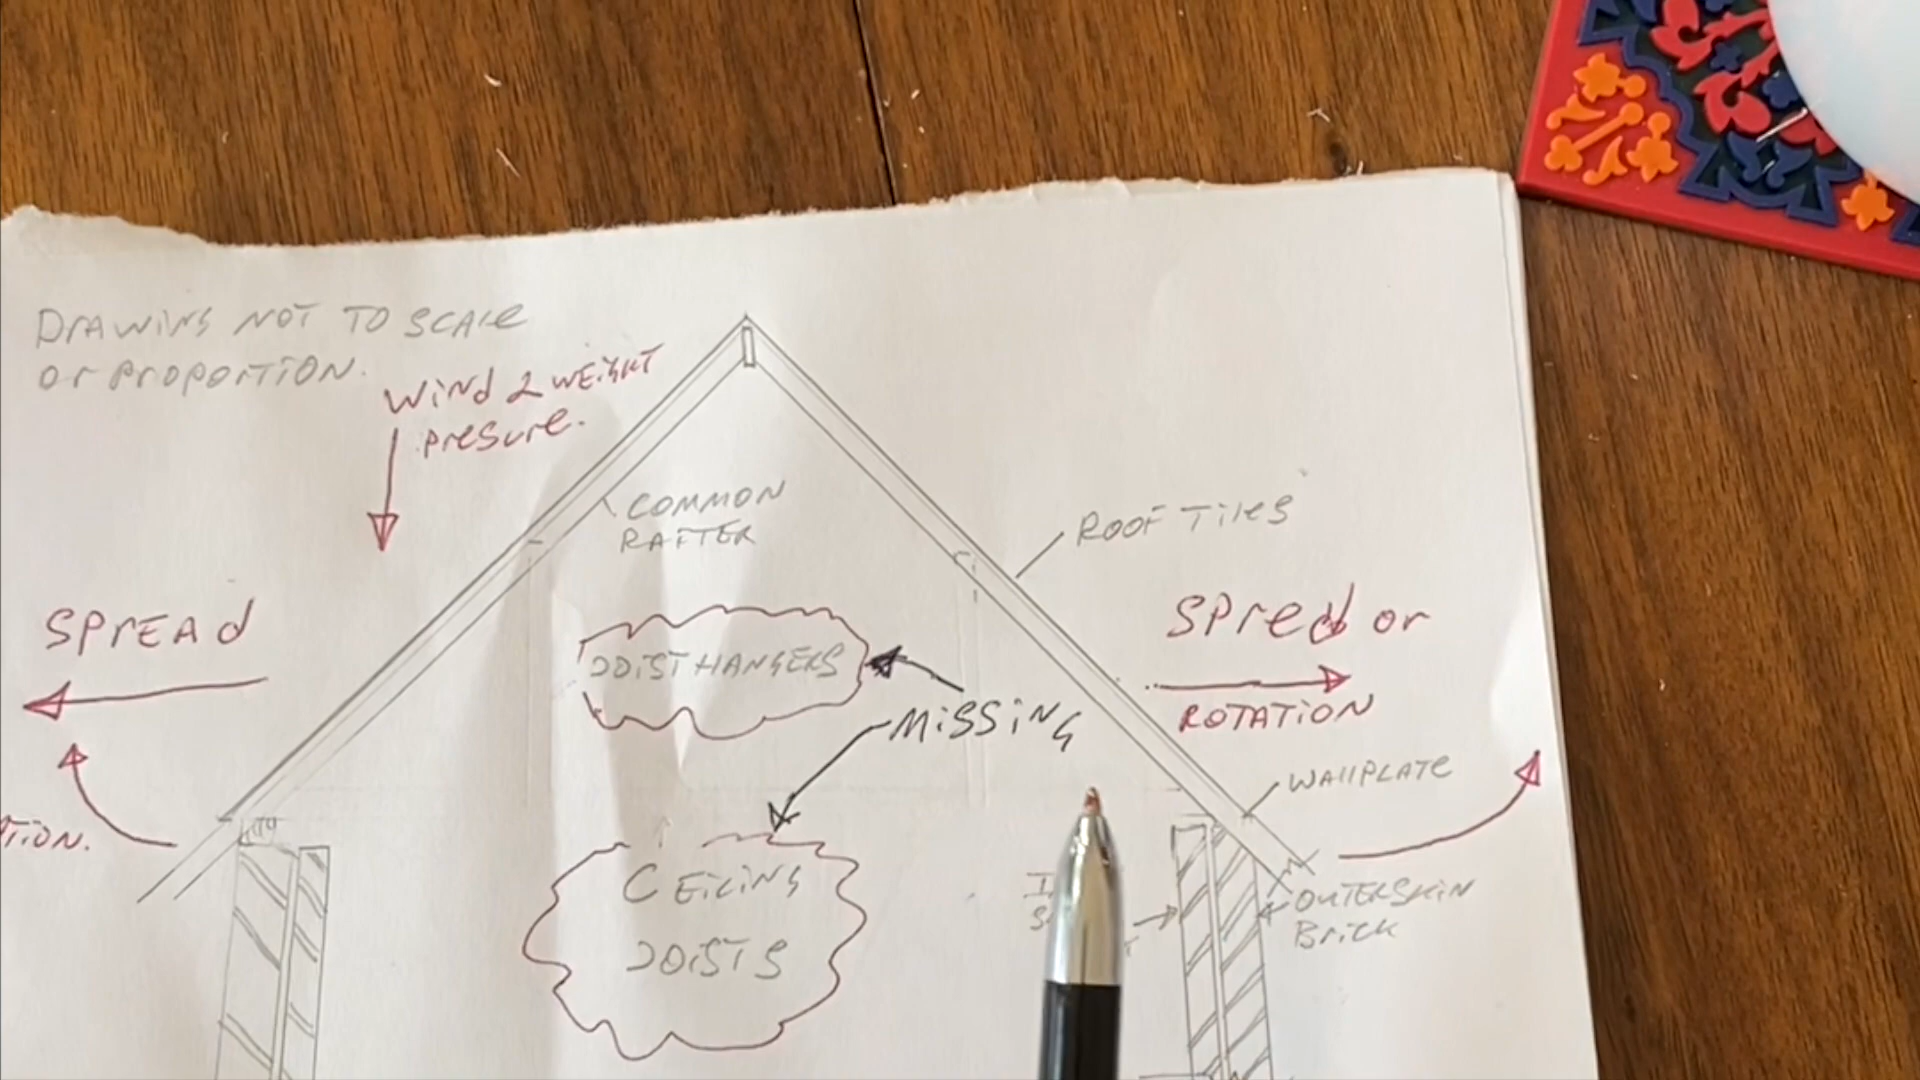 DrAWiNG NOT TO SCAle
Or PrOPOrTiON.
WiNd & WEiGHT
PreSure.
COMMON
RAFTER
ROOF TileS
SPrEAd
JOiST HANGERS
MiSSiNG
SPred or
ROTATiON
WAllPLATE
CEiliNG
JOiSTS
OUTERSkiN
Brick